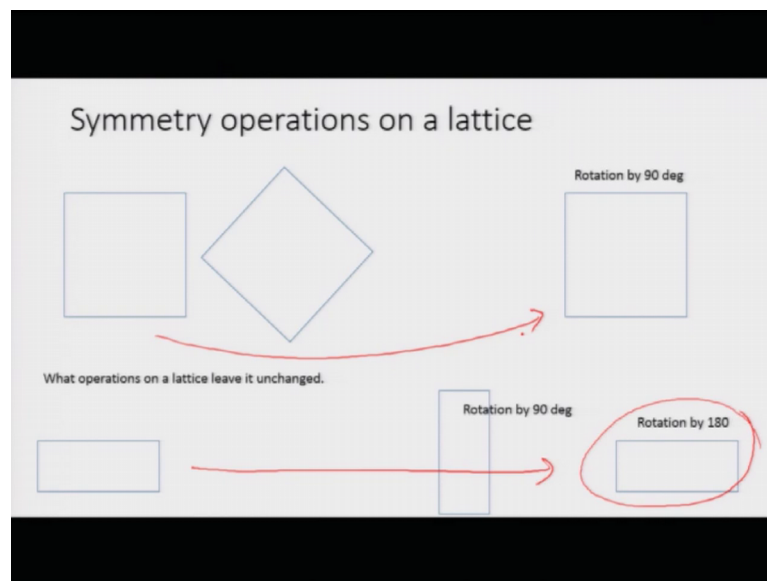 Symmetry operations on a lattice
Rotation by 90 deg
What operations on a lattice leave it unchanged.
Rotation by 90 deg
Rotation by 180